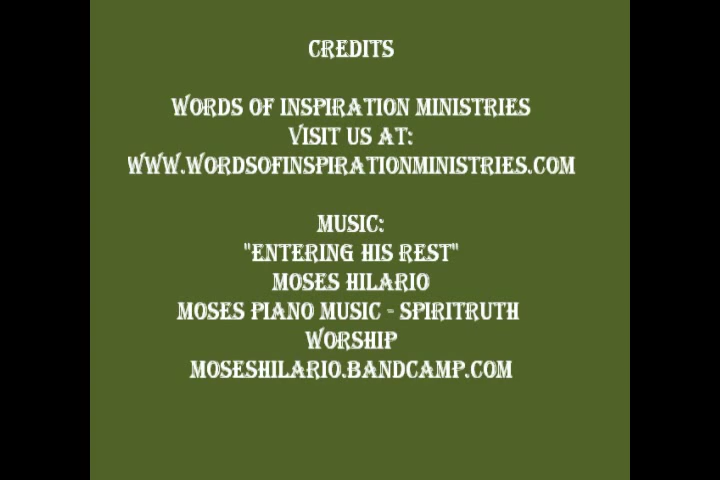 CREDITS
WORDS OF INSPIRATION MINISTRIES
VISIT US AT:
WWW.WORDSOFINSPIRATIONMINISTRIES.COM
MUSIC:
"ENTERING HIS REST"
MOSES HILARIO
MOSES PIANO MUSIC - SPIRITRUTH
WORSHIP
MOSESHILARIO.BANDCAMP.COM